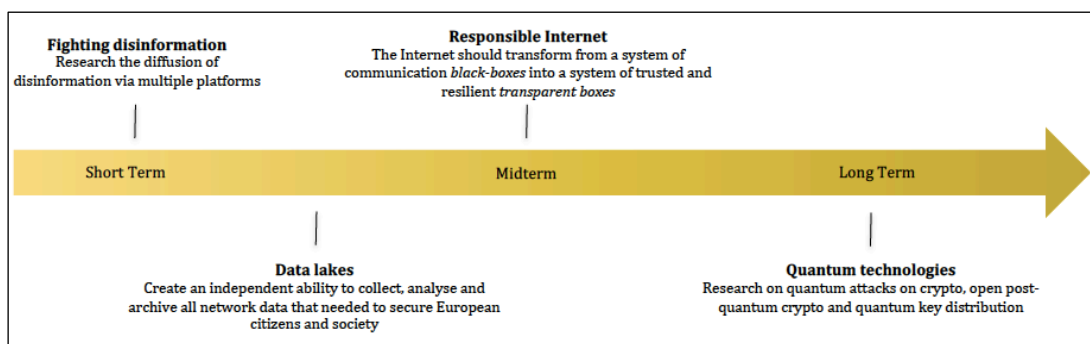 Fighting disinformation
Research the diffusion of
disinformation via multiple platforms
Responsible Internet
The Internet should transform from a system of
communication black-boxes into a system of trusted and
resilient transparent boxes
Short Term
Midterm
Long Term
Data lakes
Create an independent ability to collect, analyse and
archive all network data that needed to secure European
citizens and society
Quantum technologies
Research on quantum attacks on crypto, open post-
quantum crypto and quantum key distribution